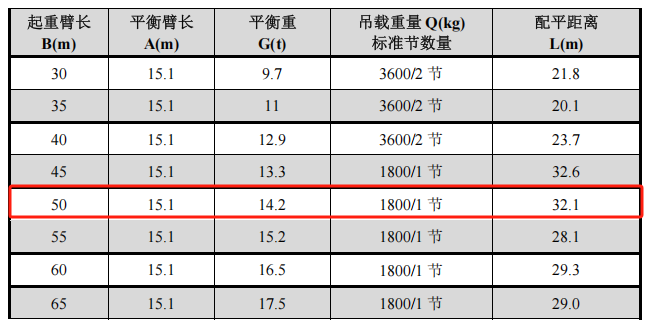 起重臂长 平衡臂长 平衡重 吊载重量 Q(kg) 配平距离
B(m) A(m) G(t) 标准节数量 L(m)
30 15.1 9.7 3600/2 节 21.8
35 15.1 11 3600/2 节 20.1
40 15.1 12.9 3600/2 节 23.7
45 15.1 13.3 1800/1 节 32.6
50 15.1 14.2 1800/1 节 32.1
55 15.1 15.2 1800/1 节 28.1
60 15.1 16.5 1800/1 节 29.3
65 15.1 17.5 1800/1 节 29.0